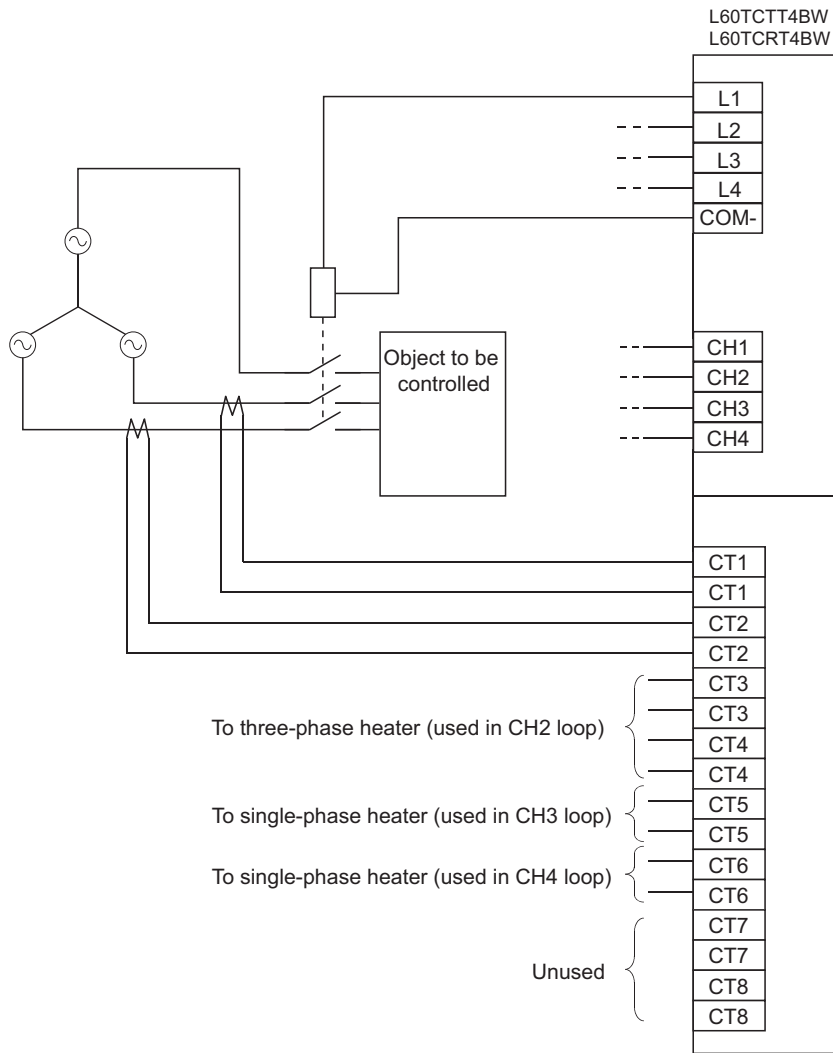 L60TCTT4BW
L60TCRT4BW
L1
L2
L3
L4
COM-
Object to be
controlled
CH1
CH2
CH3
CH4
CT1
CT1
CT2
CT2
CT3
CT3
To three-phase heater (used in CH2 loop)
CT4
CT4
CT5
To single-phase heater (used in CH3 loop)
CT5
CT6
To single-phase heater (used in CH4 loop)
CT6
CT7
CT7
Unused
CT8
CT8